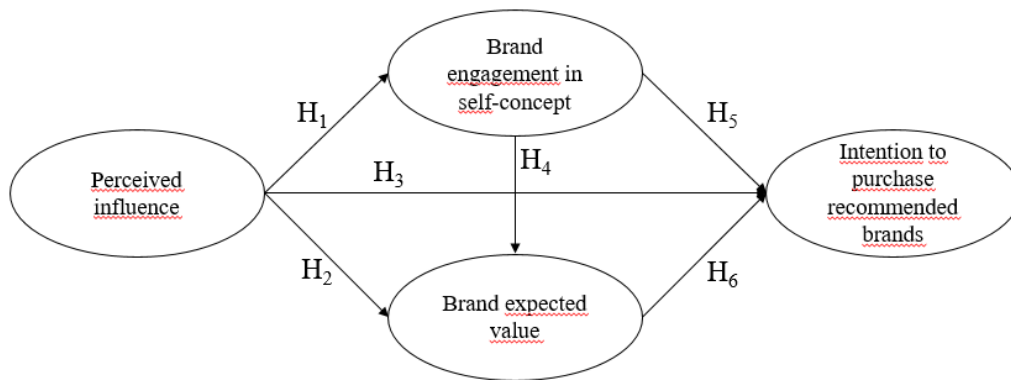 Brand
engagement in
self-concept
H₁
H₅
Perceived
influence
H₃
H₄
Intention to
purchase
recommended
brands
H₂
H₆
Brand expected
value